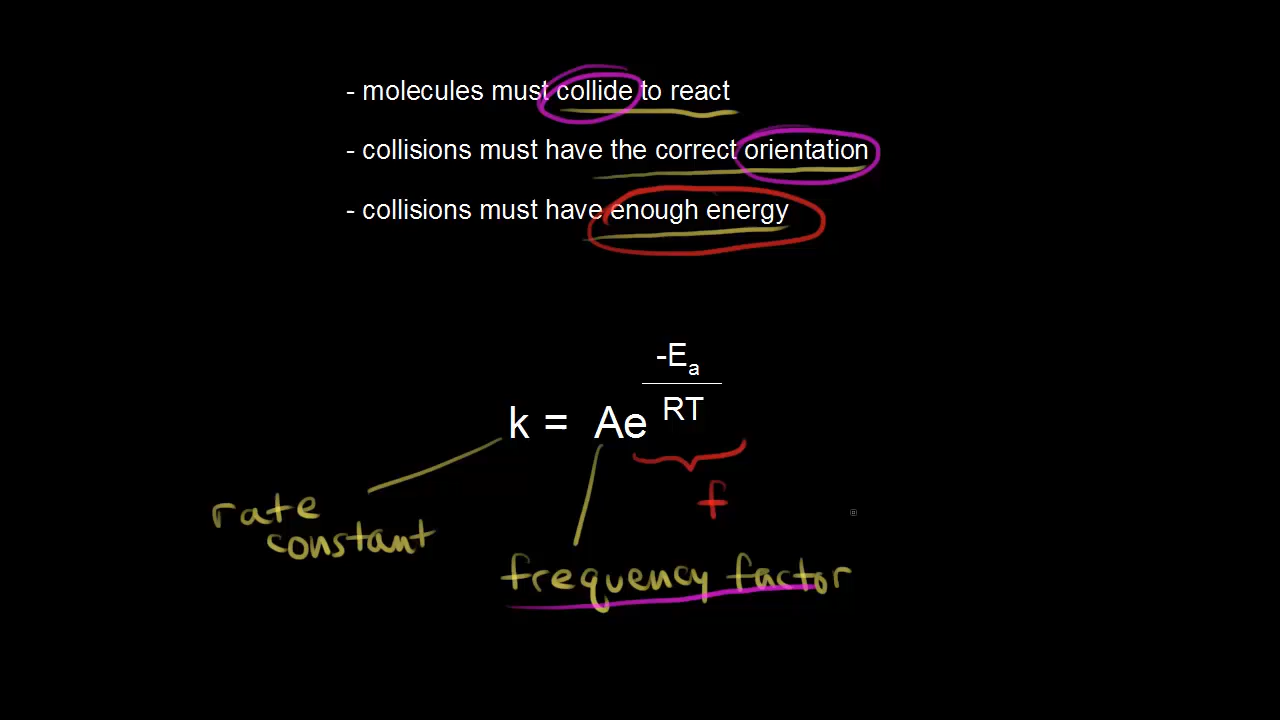 - molecules must collide to react
- collisions must have the correct orientation
- collisions must have enough energy
-Ea
k = Ae RT
f
rate
constant
frequency factor